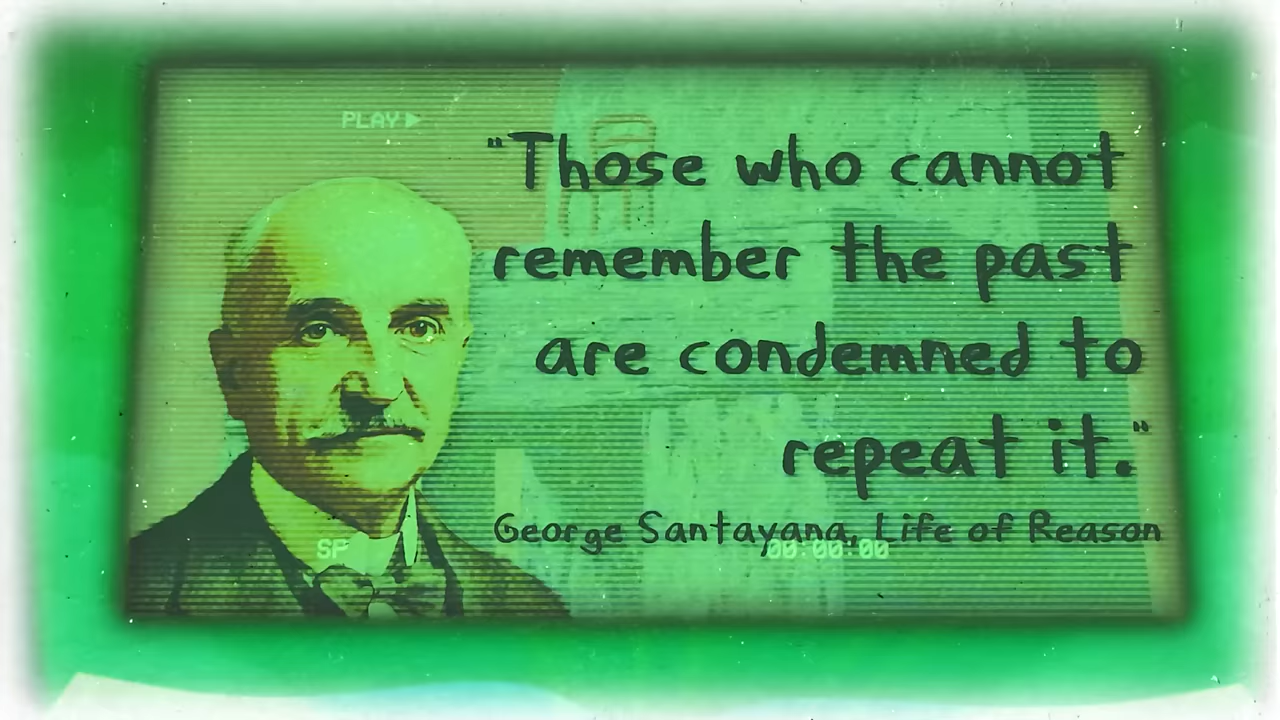 PLAY
"Those who cannot
remember the past
are condemned to
repeat it."
George Santayana, Life of Reason
SP
00:00:00